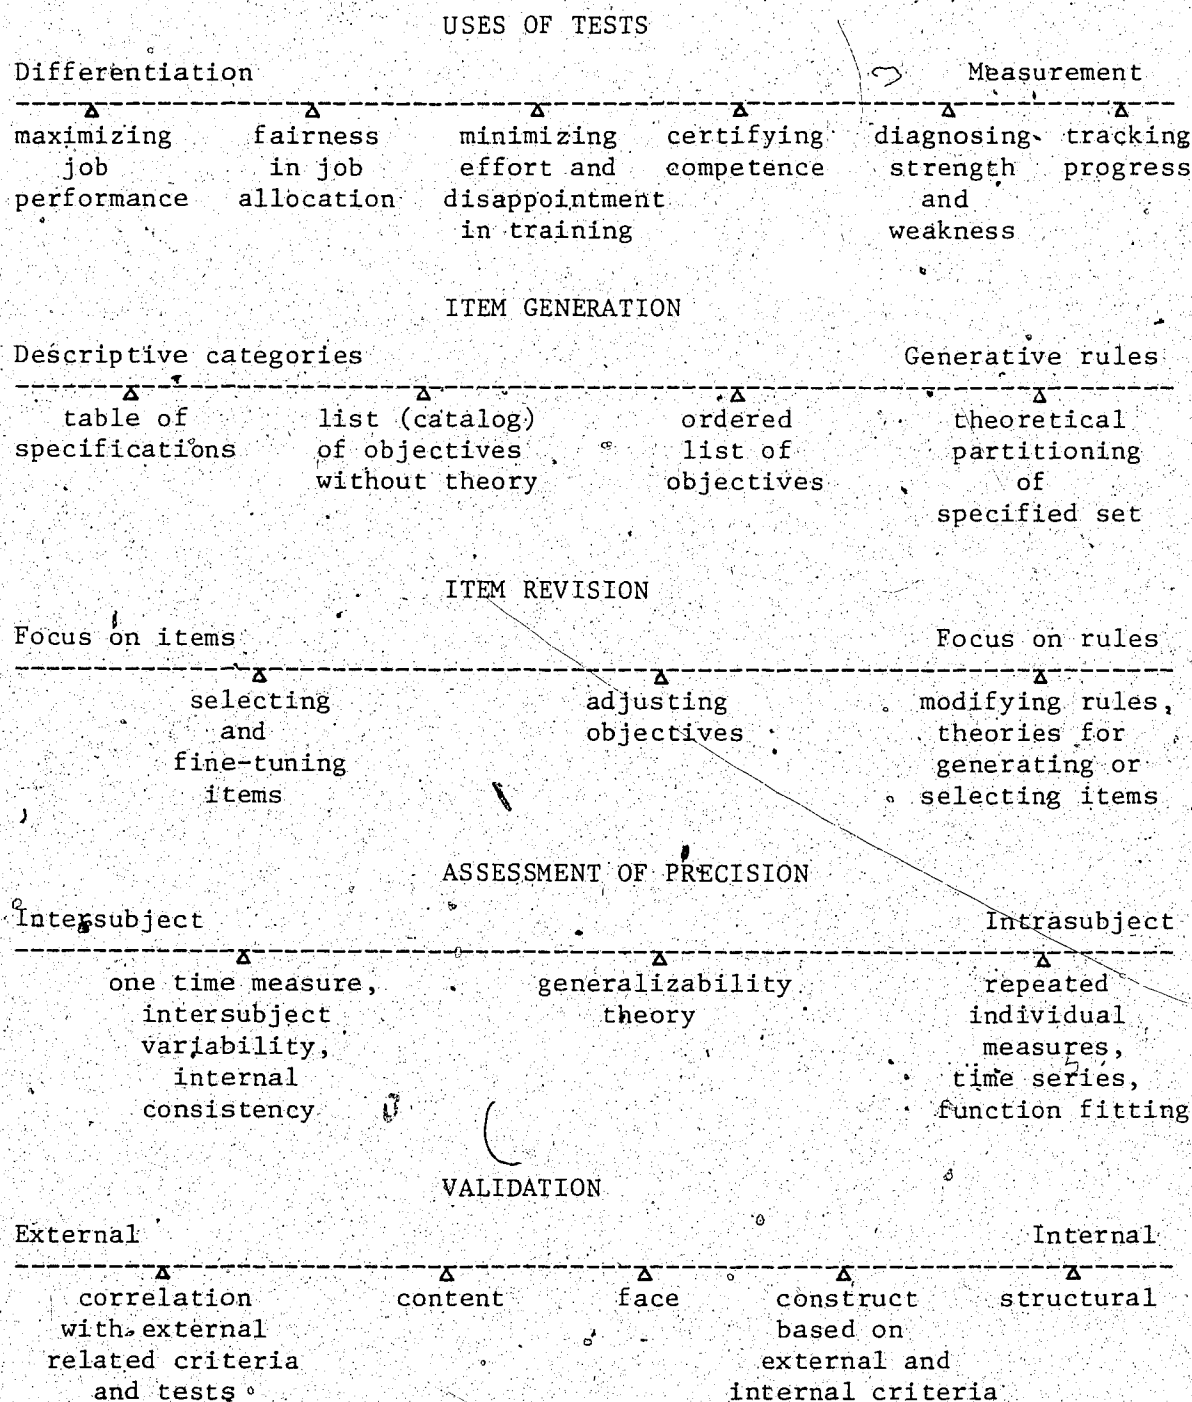 USES OF TESTS
Differentiation Measurement
maximizing fairness minimizing certifying diagnosing tracking
job in job effort and competence strength progress
performance allocation disappointment and
in training weakness
ITEM GENERATION
Descriptive categories Generative rules
table of list (catalog) ordered theoretical
specifications of objectives list of partitioning
without theory objectives of
specified set
ITEM REVISION
Focus on items Focus on rules
selecting adjusting modifying rules,
and objectives theories for
fine-tuning generating or
items selecting items
ASSESSMENT OF PRECISION
Intersubject Intrasubject
one time measure, generalizability repeated
intersubject theory individual
variability, measures,
internal time series,
consistency function fitting
VALIDATION
External Internal
correlation content face construct structural
with external based on
related criteria external and
and tests internal criteria